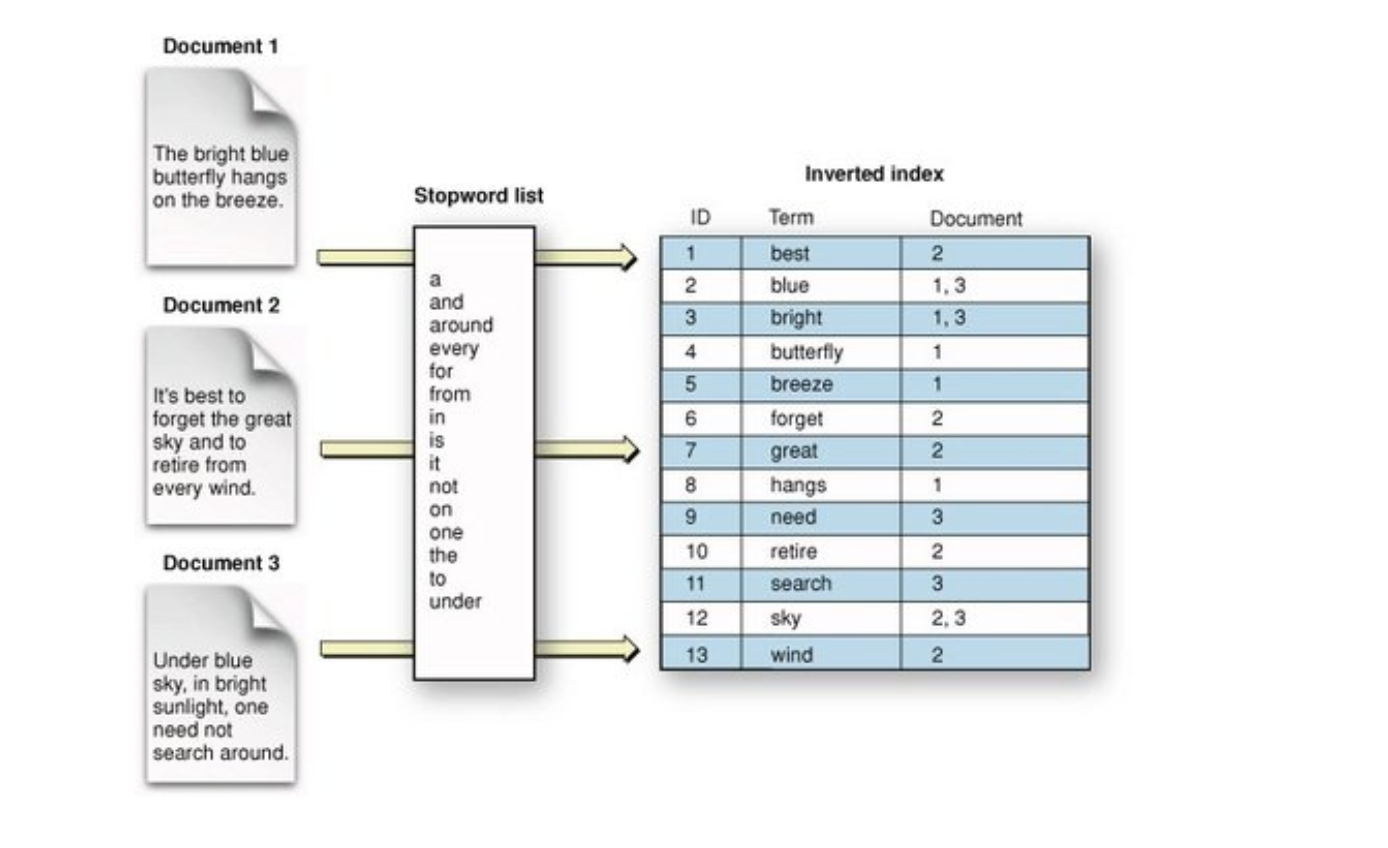 Document 1
The bright blue
butterfly hangs
on the breeze.
Document 2
It's best to
forget the great
sky and to
retire from
every wind.
Document 3
Under blue
sky, in bright
sunlight, one
need not
search around.
Stopword list
a
and
around
every
for
from
in
is
it
not
on
one
the
to
under
Inverted index
ID Term Document
1 best 2
2 blue 1, 3
3 bright 1, 3
4 butterfly 1
5 breeze 1
6 forget 2
7 great 2
8 hangs 1
9 need 3
10 retire 2
11 search 3
12 sky 2, 3
13 wind 2